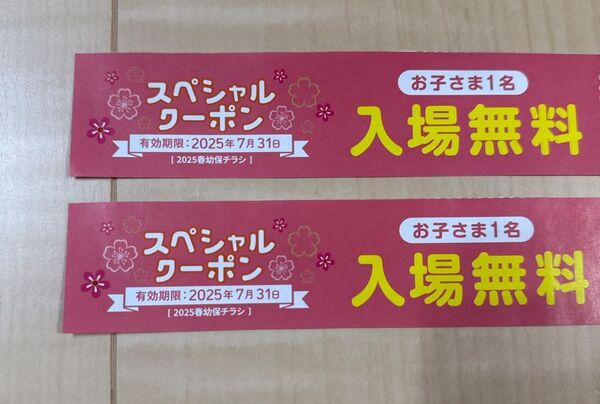 スペシャル
クーポン
有効期限：2025年7月31日
[ 2025春幼保チラシ ]
お子さま1名
入場無料
スペシャル
クーポン
有効期限：2025年7月31日
[ 2025春幼保チラシ ]
お子さま1名
入場無料